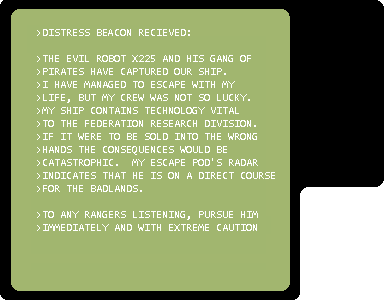 >DISTRESS BEACON RECIEVED:
>THE EVIL ROBOT X225 AND HIS GANG OF
>PIRATES HAVE CAPTURED OUR SHIP.
>I HAVE MANAGED TO ESCAPE WITH MY
>LIFE, BUT MY CREW WAS NOT SO LUCKY.
>MY SHIP CONTAINS TECHNOLOGY VITAL
>TO THE FEDERATION RESEARCH DIVISION.
>IF IT WERE TO BE SOLD INTO THE WRONG
>HANDS THE CONSEQUENCES WOULD BE
>CATASTROPHIC. MY ESCAPE POD'S RADAR
>INDICATES THAT HE IS ON A DIRECT COURSE
>FOR THE BADLANDS.
>TO ANY RANGERS LISTENING, PURSUE HIM
>IMMEDIATELY AND WITH EXTREME CAUTION